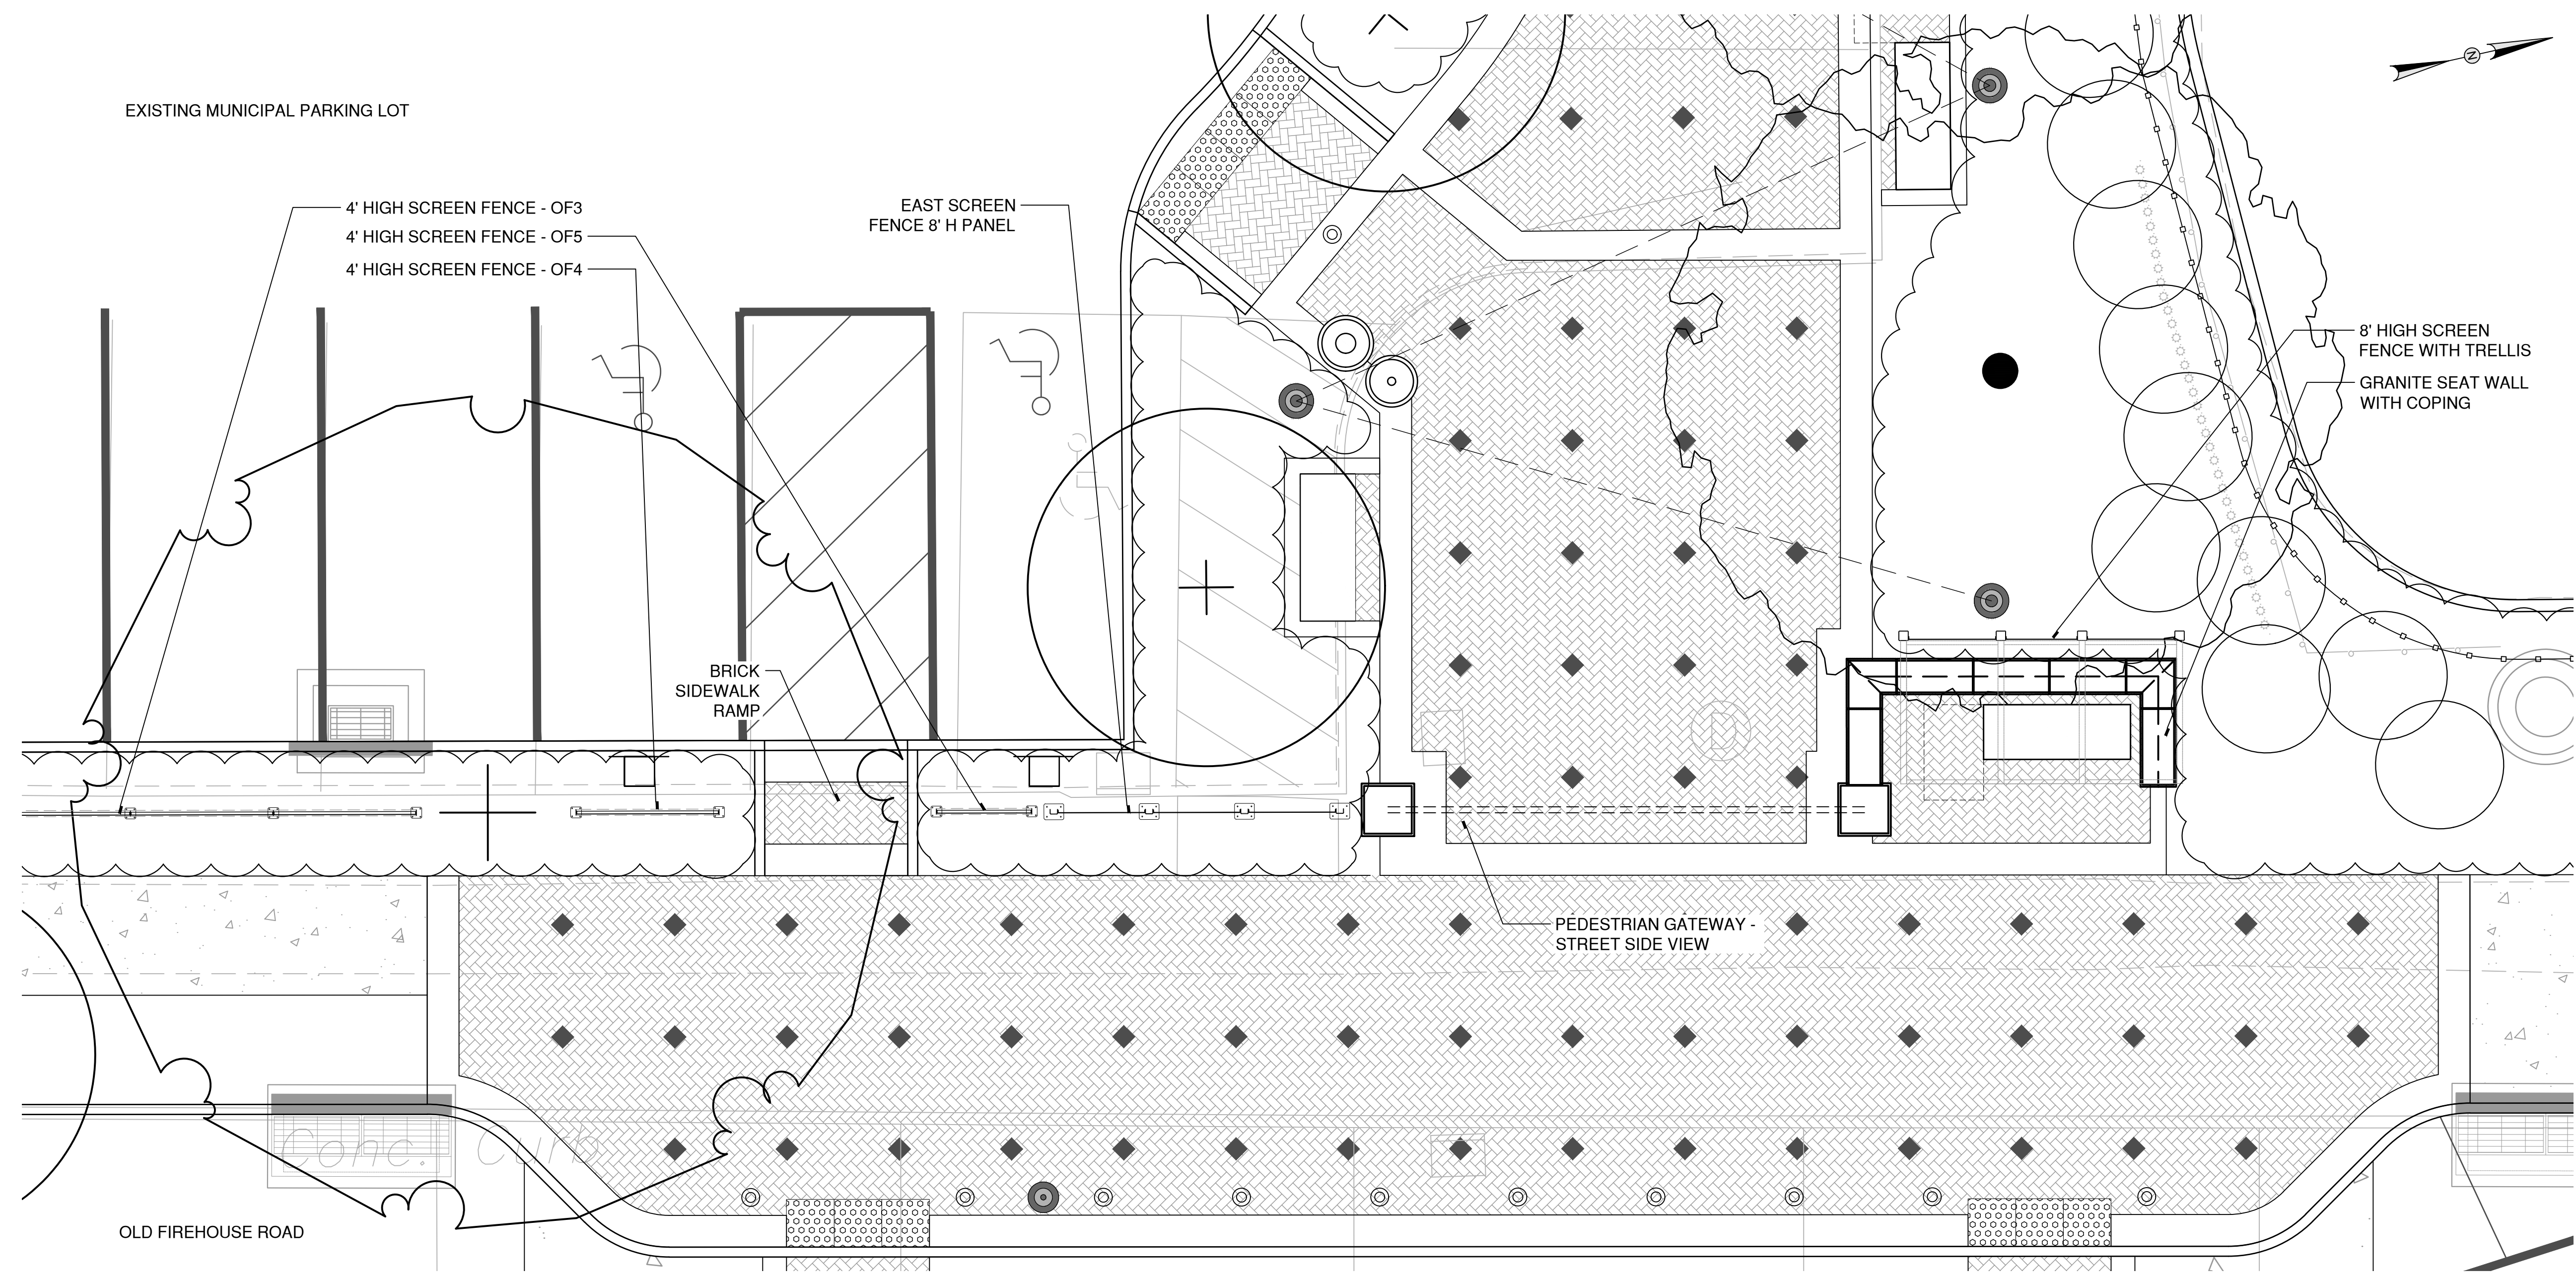 EXISTING MUNICIPAL PARKING LOT
N
4' HIGH SCREEN FENCE - OF3
4' HIGH SCREEN FENCE - OF5
4' HIGH SCREEN FENCE - OF4
EAST SCREEN
FENCE 8' H PANEL
8' HIGH SCREEN
FENCE WITH TRELLIS
GRANITE SEAT WALL
WITH COPING
BRICK
SIDEWALK
RAMP
D
PEDESTRIAN GATEWAY -
STREET SIDE VIEW
Conc. Curb
OLD FIREHOUSE ROAD